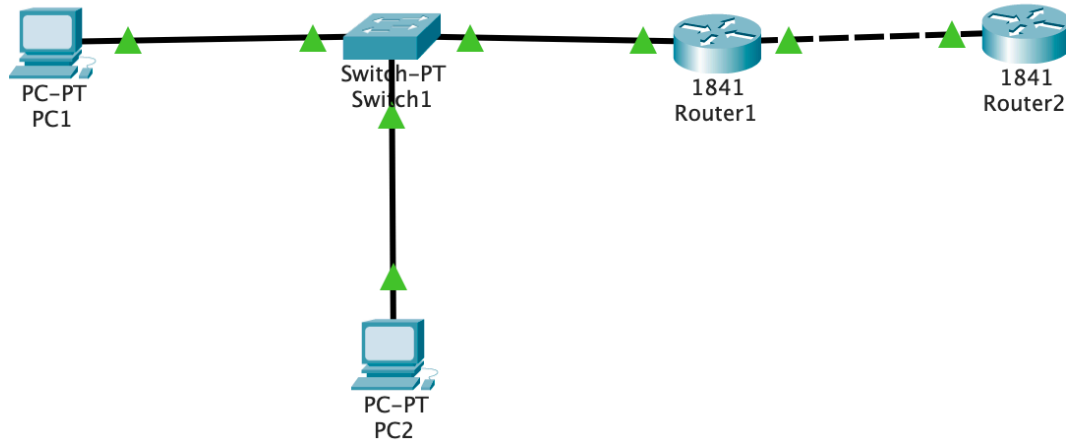 PC-PT
PC1
Switch-PT
Switch1
1841
Router1
1841
Router2
PC-PT
PC2